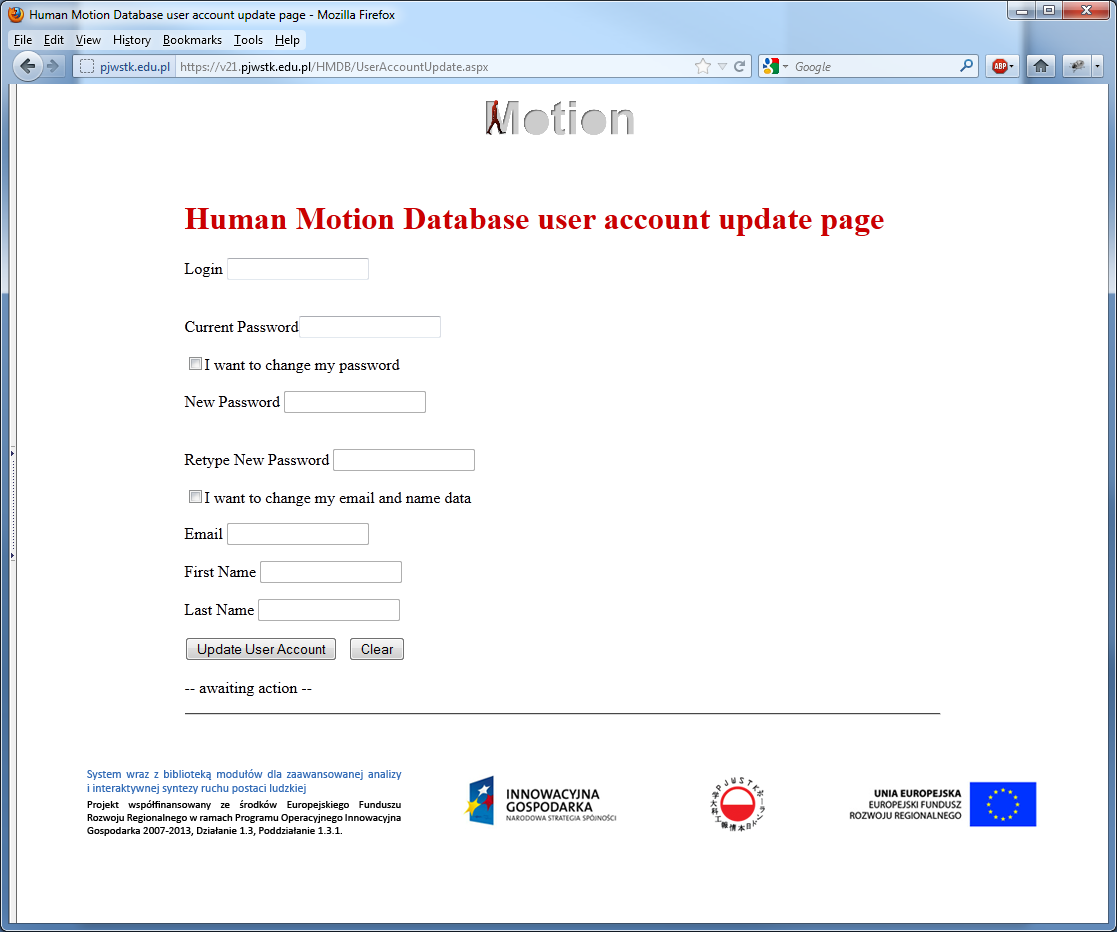 Human Motion Database user account update page - Mozilla Firefox
File Edit View History Bookmarks Tools Help
pjwstk.edu.pl https://v21.pjwstk.edu.pl/HMDB/UserAccountUpdate.aspx Google ABP
Motion
Human Motion Database user account update page
Login
Current Password
I want to change my password
New Password
Retype New Password
I want to change my email and name data
Email
First Name
Last Name
Update User Account Clear
-- awaiting action --
System wraz z biblioteką modułów dla zaawansowanej analizy
i interaktywnej syntezy ruchu postaci ludzkiej
Projekt współfinansowany ze środków Europejskiego Funduszu
Rozwoju Regionalnego w ramach Programu Operacyjnego Innowacyjna
Gospodarka 2007-2013, Działanie 1.3, Poddziałanie 1.3.1.
INNOWACYJNA
GOSPODARKA
NARODOWA STRATEGIA SPÓJNOŚCI
PJWSTK
UNIA EUROPEJSKA
EUROPEJSKI FUNDUSZ
ROZWOJU REGIONALNEGO